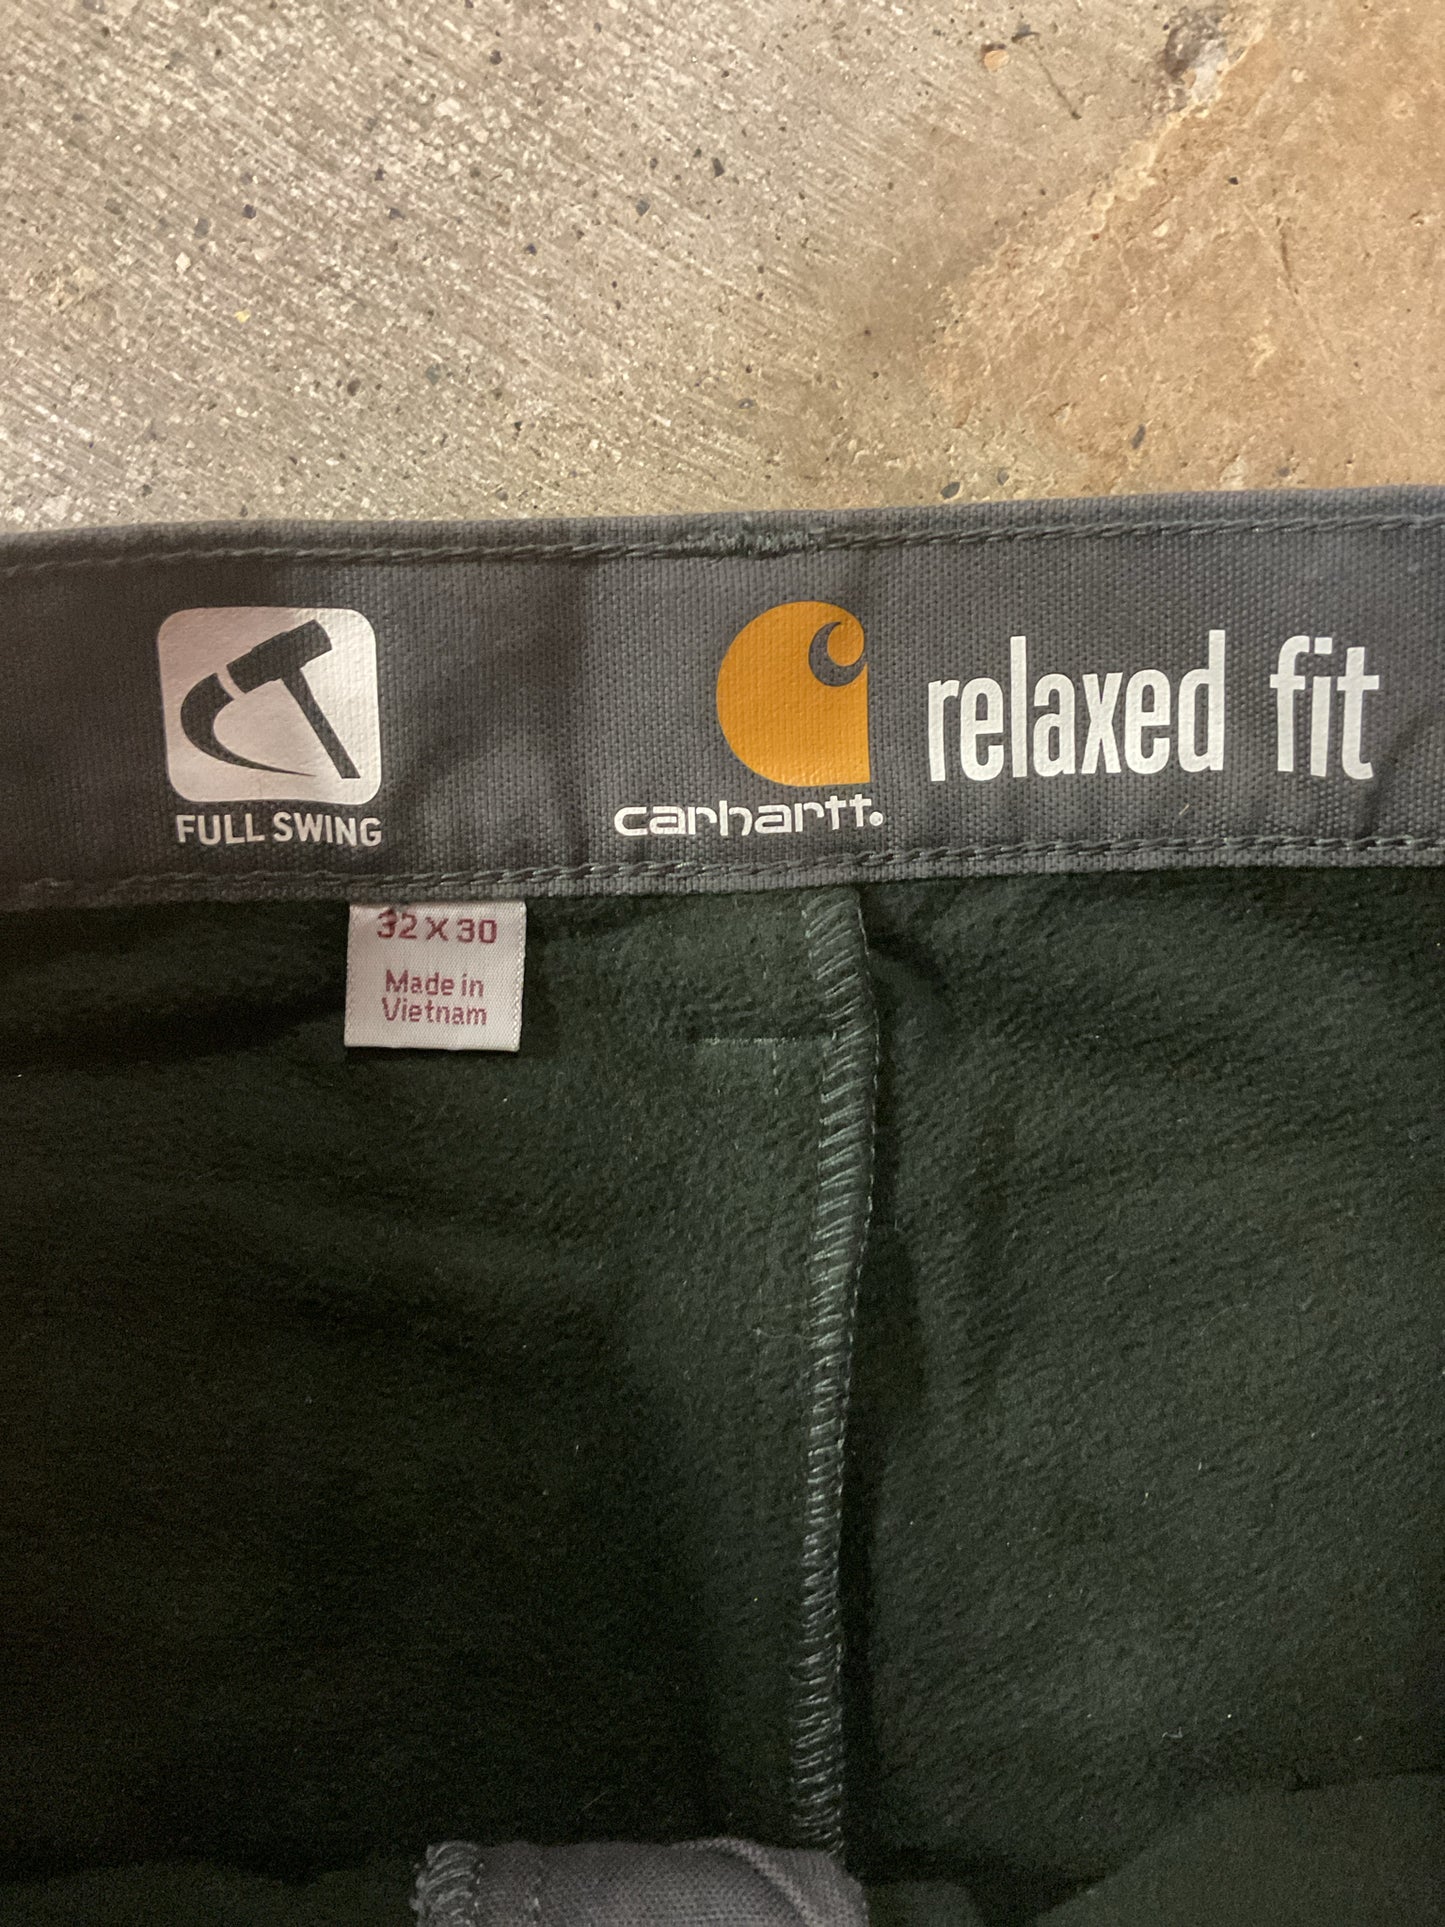 relaxed fit
carhartt®
FULL SWING
32 X 30
Made in
Vietnam